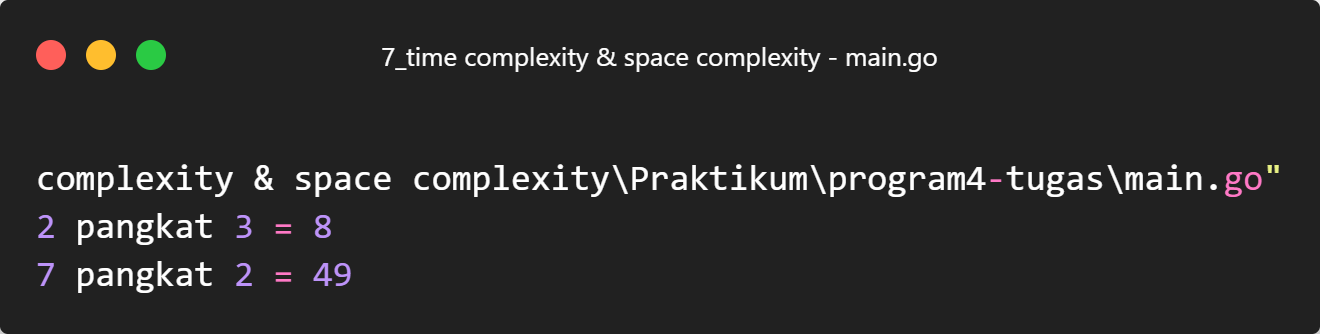 7_time complexity & space complexity - main.go
complexity & space complexity\Praktikum\program4-tugas\main.go"
2 pangkat 3 = 8
7 pangkat 2 = 49